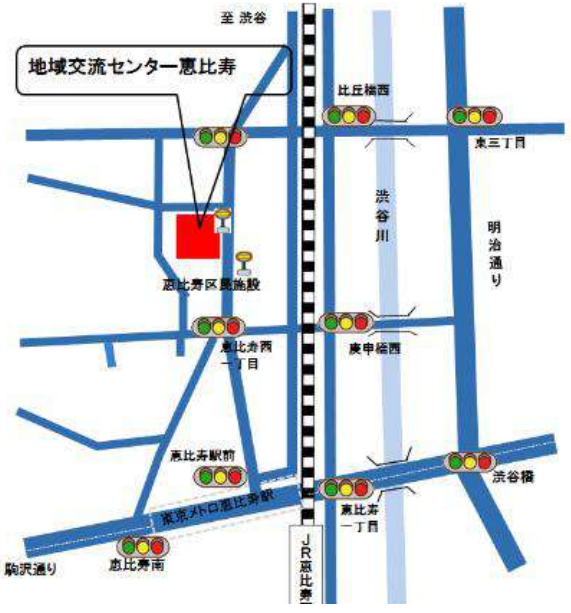 至 渋谷
地域交流センター恵比寿
比丘橋西
東三丁目
渋谷川
明治通り
恵比寿区民施設
恵比寿西
一丁目
庚申橋西
恵比寿駅前
渋谷橋
東京メトロ恵比寿駅
恵比寿
一丁目
恵比寿南
駒沢通り
JR恵比寿